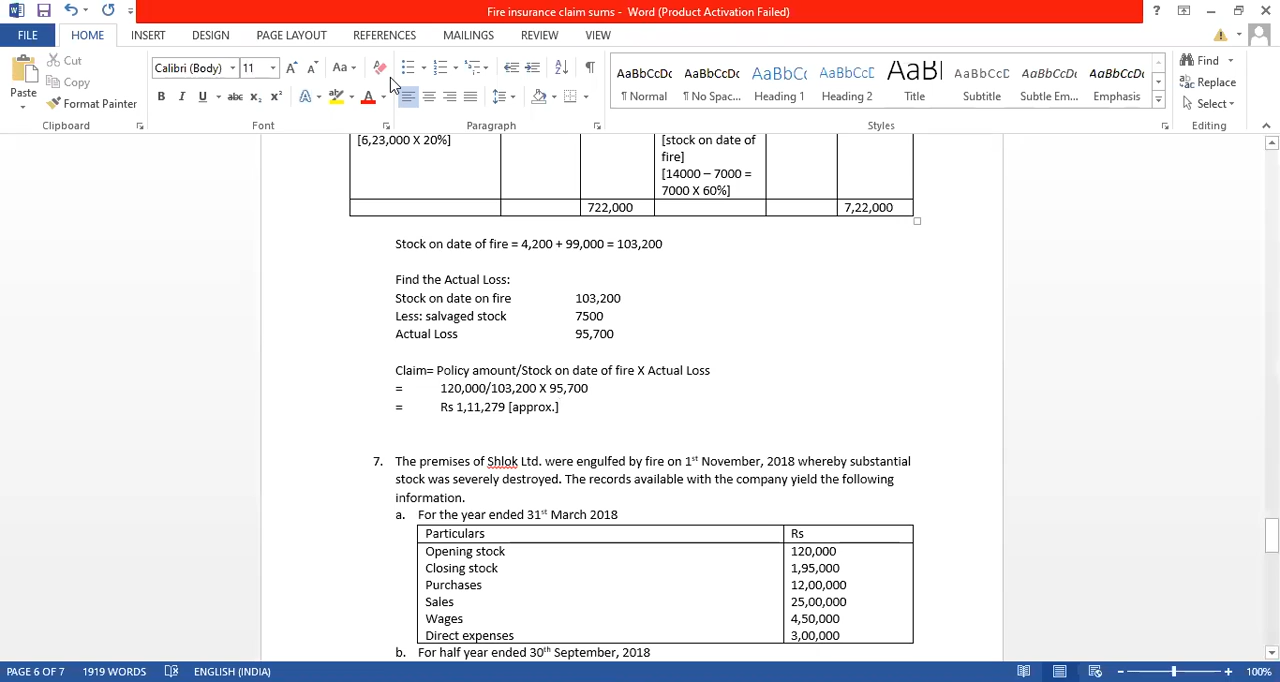 Fire insurance claim sums - Word (Product Activation Failed)
FILE HOME INSERT DESIGN PAGE LAYOUT REFERENCES MAILINGS REVIEW VIEW
Cut
Copy
Paste
Format Painter
Clipboard
Calibri (Body) 11
Font
Paragraph
AaBbCcDc AaBbCcDc AaBbCc AaBbCcD AaBl AaBbCcD AaBbCcDc AaBbCcDc
¶ Normal ¶ No Spac... Heading 1 Heading 2 Title Subtitle Subtle Em... Emphasis
Styles
Find
Replace
Select
Editing
[6,23,000 X 20%] [stock on date of
fire]
[14000 – 7000 =
7000 X 60%]
722,000 7,22,000
Stock on date of fire = 4,200 + 99,000 = 103,200
Find the Actual Loss:
Stock on date on fire 103,200
Less: salvaged stock 7500
Actual Loss 95,700
Claim= Policy amount/Stock on date of fire X Actual Loss
= 120,000/103,200 X 95,700
= Rs 1,11,279 [approx.]
7. The premises of Shlok Ltd. were engulfed by fire on 1st November, 2018 whereby substantial
stock was severely destroyed. The records available with the company yield the following
information.
a. For the year ended 31st March 2018
Particulars Rs
Opening stock 120,000
Closing stock 1,95,000
Purchases 12,00,000
Sales 25,00,000
Wages 4,50,000
Direct expenses 3,00,000
b. For half year ended 30th September, 2018
PAGE 6 OF 7 1919 WORDS ENGLISH (INDIA) 100%